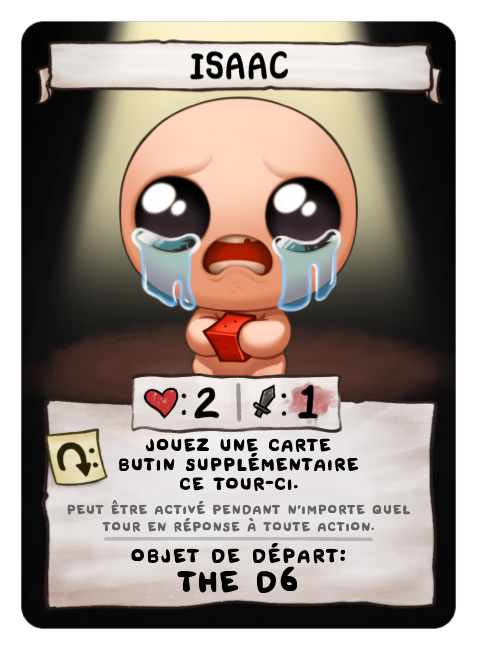 ISAAC
:2 | :1
JOUEZ UNE CARTE
BUTIN SUPPLÉMENTAIRE
CE TOUR-CI.
PEUT ÊTRE ACTIVÉ PENDANT N'IMPORTE QUEL
TOUR EN RÉPONSE À TOUTE ACTION.
OBJET DE DÉPART:
THE D6